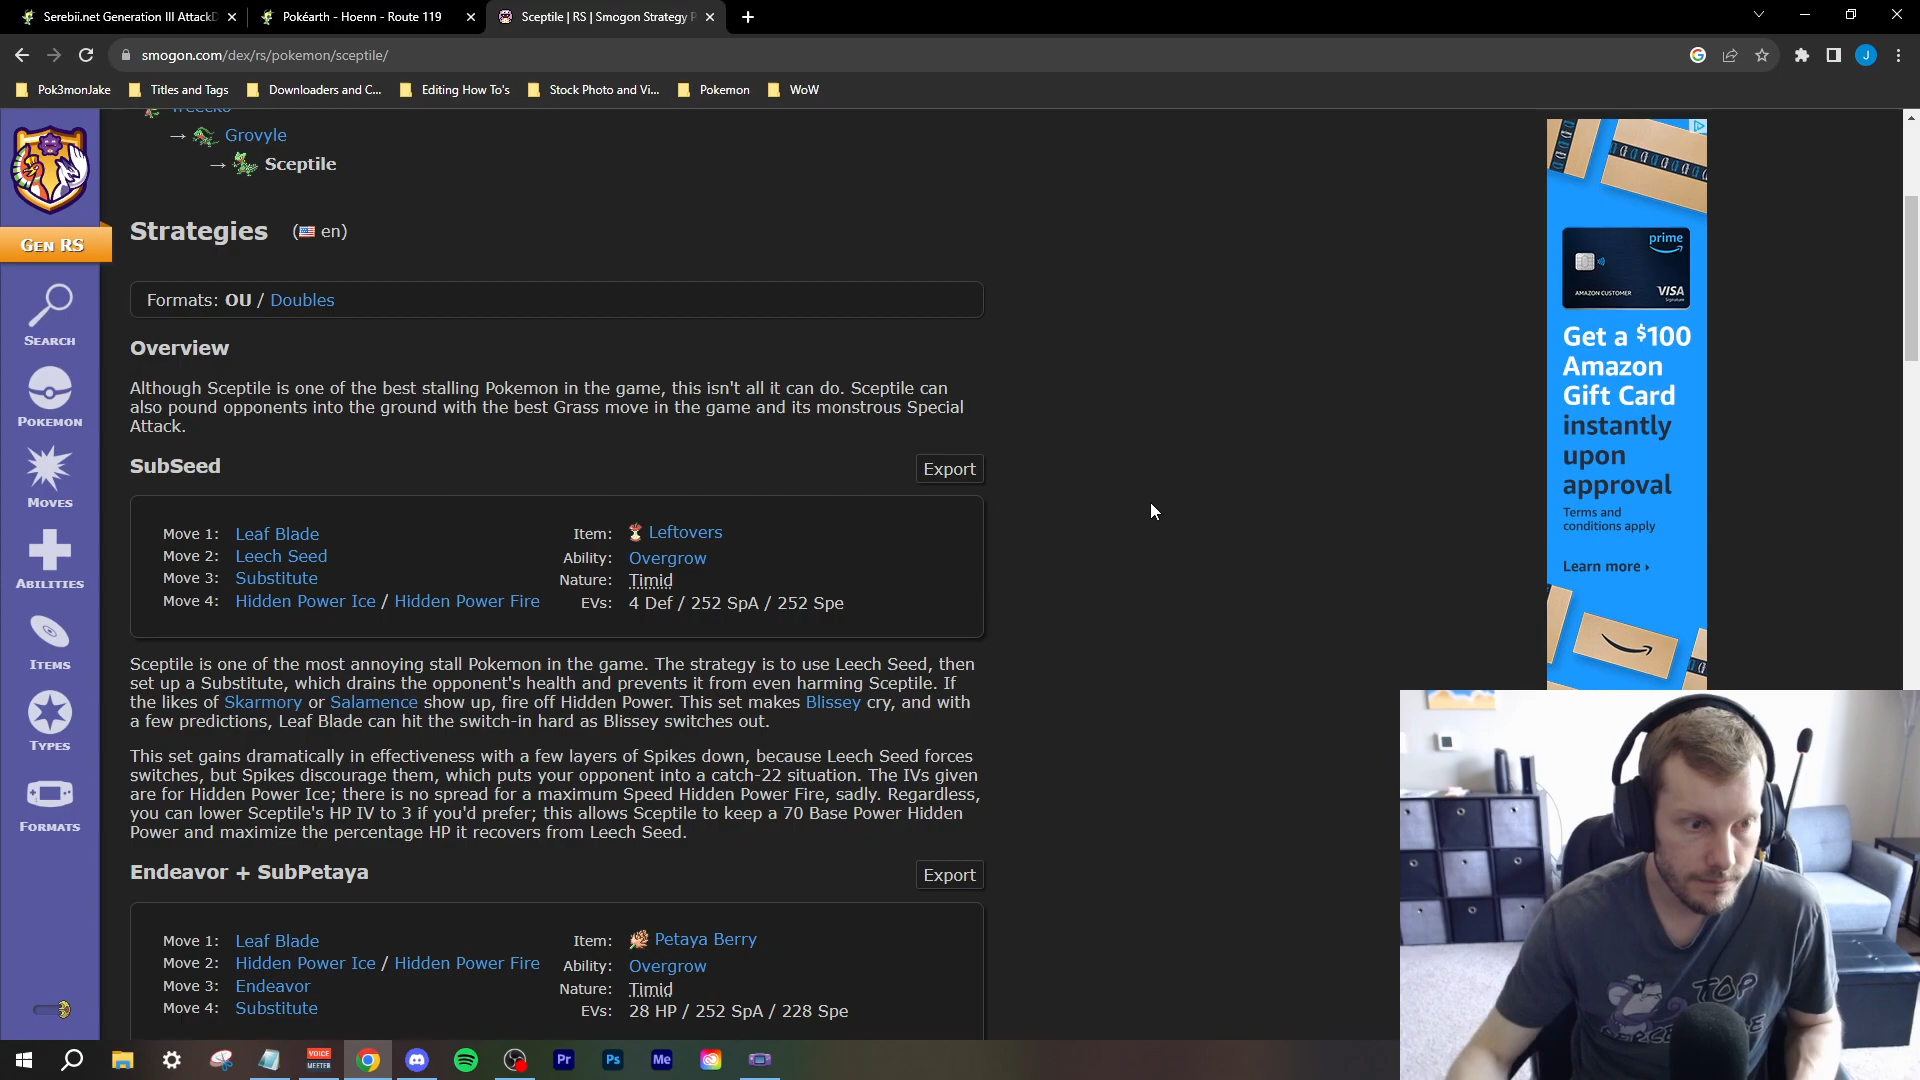 Serebii.net Generation III AttackD
Pokéarth - Hoenn - Route 119
Sceptile | RS | Smogon Strategy P
smogon.com/dex/rs/pokemon/sceptile/
J
Pok3monJake
Titles and Tags
Downloaders and C...
Editing How To's
Stock Photo and Vi...
Pokemon
WoW
Treecko
→ Grovyle
→ Sceptile
Strategies (en)
GEN RS
Formats: OU / Doubles
SEARCH
Overview
Although Sceptile is one of the best stalling Pokemon in the game, this isn't all it can do. Sceptile can
also pound opponents into the ground with the best Grass move in the game and its monstrous Special
Attack.
POKEMON
SubSeed
Export
MOVES
Move 1: Leaf Blade
Move 2: Leech Seed
Move 3: Substitute
Move 4: Hidden Power Ice / Hidden Power Fire
Item: Leftovers
Ability: Overgrow
Nature: Timid
EVs: 4 Def / 252 SpA / 252 Spe
ABILITIES
Sceptile is one of the most annoying stall Pokemon in the game. The strategy is to use Leech Seed, then
set up a Substitute, which drains the opponent's health and prevents it from even harming Sceptile. If
the likes of Skarmory or Salamence show up, fire off Hidden Power. This set makes Blissey cry, and with
a few predictions, Leaf Blade can hit the switch-in hard as Blissey switches out.
ITEMS
This set gains dramatically in effectiveness with a few layers of Spikes down, because Leech Seed forces
switches, but Spikes discourage them, which puts your opponent into a catch-22 situation. The IVs given
are for Hidden Power Ice; there is no spread for a maximum Speed Hidden Power Fire, sadly. Regardless,
you can lower Sceptile's HP IV to 3 if you'd prefer; this allows Sceptile to keep a 70 Base Power Hidden
Power and maximize the percentage HP it recovers from Leech Seed.
TYPES
FORMATS
Endeavor + SubPetaya
Export
Move 1: Leaf Blade
Move 2: Hidden Power Ice / Hidden Power Fire
Move 3: Endeavor
Move 4: Substitute
Item: Petaya Berry
Ability: Overgrow
Nature: Timid
EVs: 28 HP / 252 SpA / 228 Spe
prime
AMAZON CUSTOMER
VISA
Signature
Get a $100
Amazon
Gift Card
instantly
upon
approval
Terms and
conditions apply
Learn more ›
TOP
VOICE
MEETER
Pr
Ps
Me